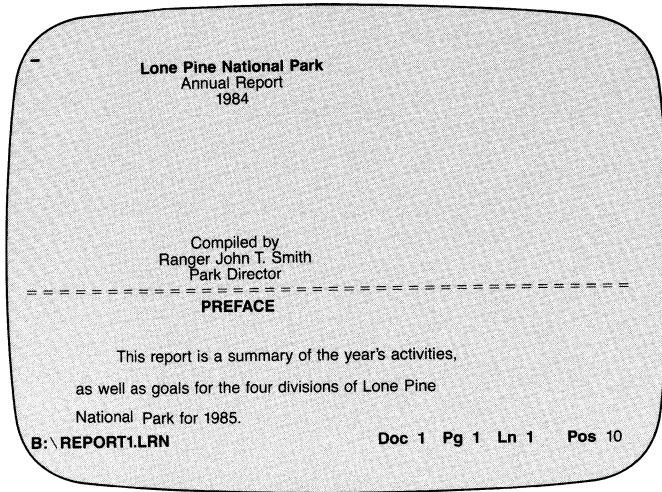 Lone Pine National Park
Annual Report
1984
Compiled by
Ranger John T. Smith
Park Director
= = = = = = = = = = = = = = = = = = = = = = = = = = = = = = = = = = = = = =
PREFACE
This report is a summary of the year's activities,
as well as goals for the four divisions of Lone Pine
National Park for 1985.
B:\REPORT1.LRN Doc 1 Pg 1 Ln 1 Pos 10